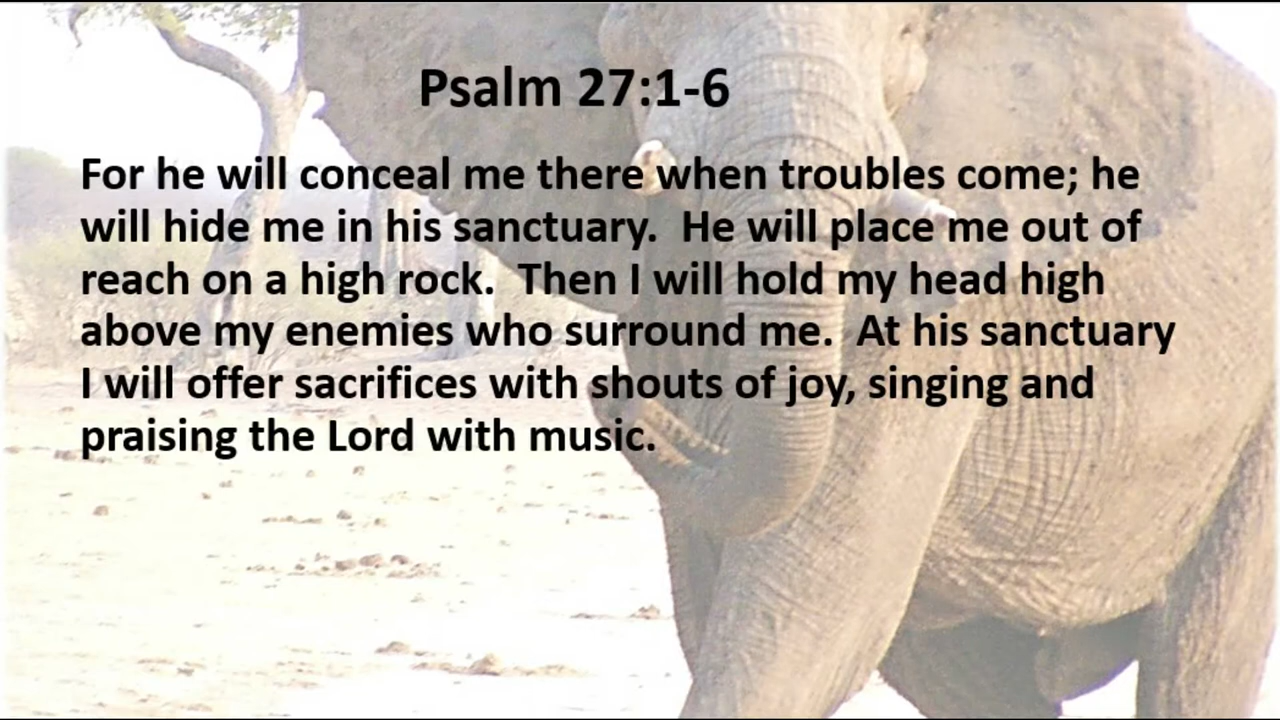 Psalm 27:1-6
For he will conceal me there when troubles come; he
will hide me in his sanctuary.  He will place me out of
reach on a high rock.  Then I will hold my head high
above my enemies who surround me.  At his sanctuary
I will offer sacrifices with shouts of joy, singing and
praising the Lord with music.